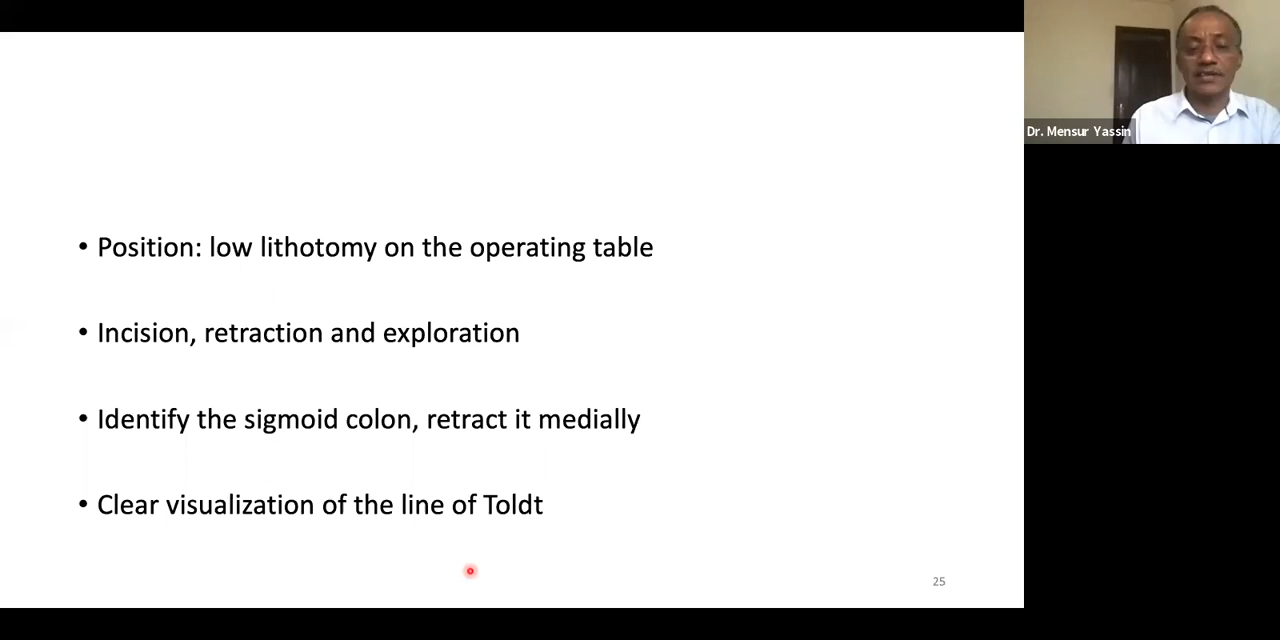 • Position: low lithotomy on the operating table
• Incision, retraction and exploration
• Identify the sigmoid colon, retract it medially
• Clear visualization of the line of Toldt
25
Dr. Mensur Yassin